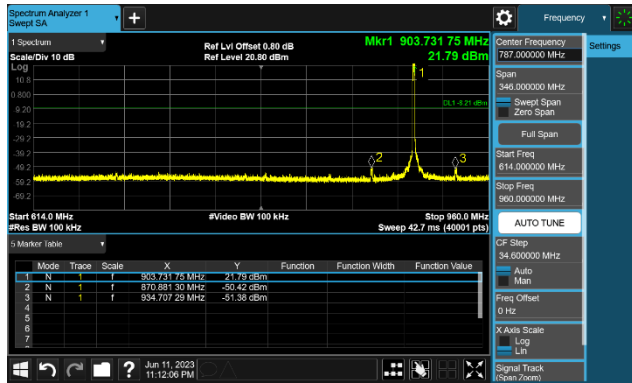 Spectrum Analyzer 1
Swept SA
Frequency
1 Spectrum
Scale/Div 10 dB
Ref Lvl Offset 0.80 dB
Ref Level 20.80 dBm
Mkr1 903.731 75 MHz
21.79 dBm
Log
10.8
0.800
-9.20
-19.2
-29.2
-39.2
-49.2
-59.2
-69.2
1
DL1 -8.21 dBm
2
3
Start 614.0 MHz
#Video BW 100 kHz
Stop 960.0 MHz
#Res BW 100 kHz
Sweep 42.7 ms (40001 pts)
5 Marker Table
Mode Trace Scale X Y Function Function Width Function Value
1 N 1 f 903.731 75 MHz 21.79 dBm
2 N 1 f 870.881 30 MHz -50.42 dBm
3 N 1 f 934.707 29 MHz -51.38 dBm
4
5
6
7
Jun 11, 2023
11:12:06 PM
Center Frequency
787.000000 MHz
Settings
Span
346.000000 MHz
Swept Span
Zero Span
Full Span
Start Freq
614.000000 MHz
Stop Freq
960.000000 MHz
AUTO TUNE
CF Step
34.600000 MHz
Auto
Man
Freq Offset
0 Hz
X Axis Scale
Log
Lin
Signal Track
(Span Zoom)